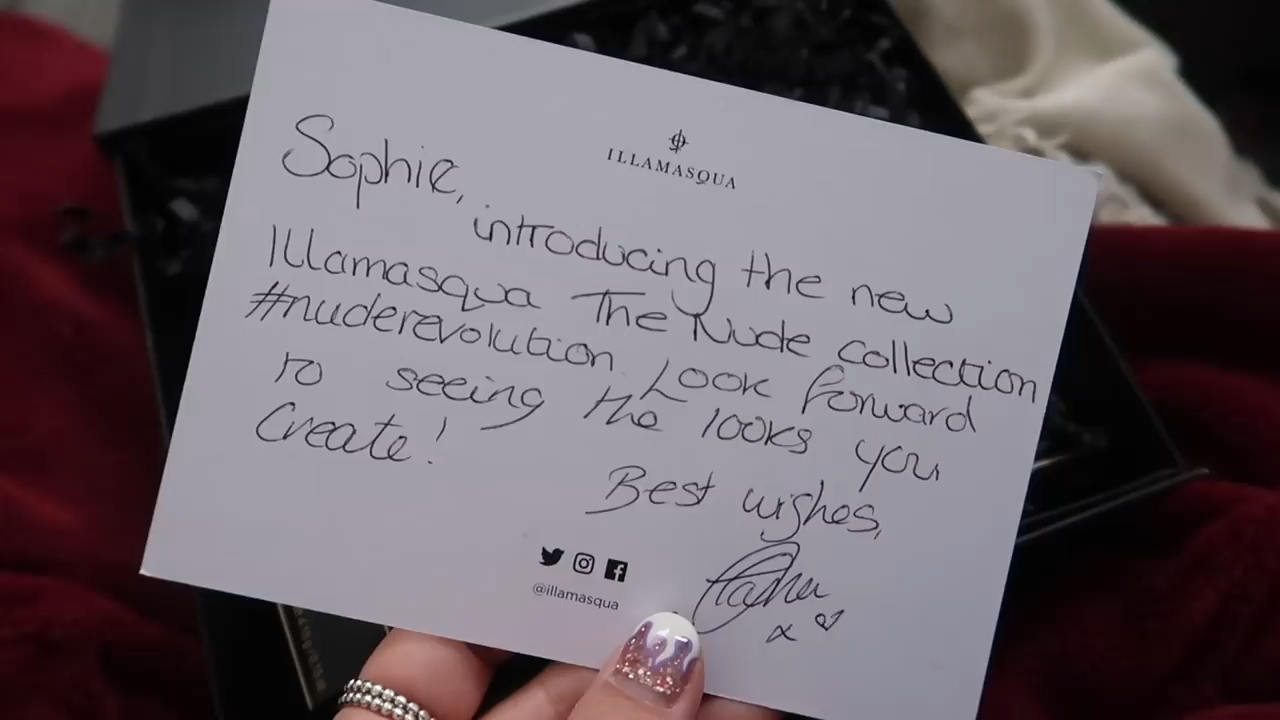 ILLAMASQUA
Sophie,
introducing the new
Illamasqua The Nude Collection
#nuderevolution. Look forward
to seeing the looks you
Create!
Best wishes,
x
@illamasqua